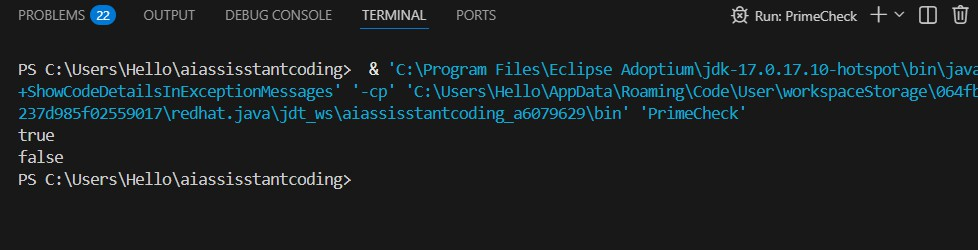 PROBLEMS 22 OUTPUT DEBUG CONSOLE TERMINAL PORTS Run: PrimeCheck
PS C:\Users\Hello\aiassisstantcoding> & 'C:\Program Files\Eclipse Adoptium\jdk-17.0.17.10-hotspot\bin\java
+ShowCodeDetailsInExceptionMessages' '-cp' 'C:\Users\Hello\AppData\Roaming\Code\User\workspaceStorage\064fb
237d985f02559017\redhat.java\jdt_ws\aiassisstantcoding_a6079629\bin' 'PrimeCheck'
true
false
PS C:\Users\Hello\aiassisstantcoding>